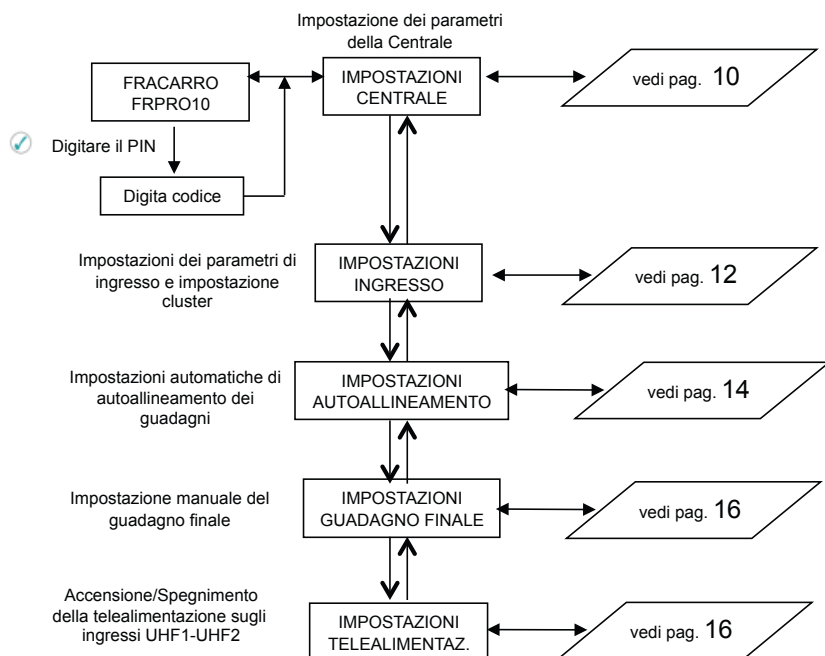 Impostazione dei parametri
della Centrale
FRACARRO
FRPRO10
IMPOSTAZIONI
CENTRALE
vedi pag. 10
Digitare il PIN
Digita codice
Impostazioni dei parametri di
ingresso e impostazione
cluster
IMPOSTAZIONI
INGRESSO
vedi pag. 12
Impostazioni automatiche di
autoallineamento dei
guadagni
IMPOSTAZIONI
AUTOALLINEAMENTO
vedi pag. 14
Impostazione manuale del
guadagno finale
IMPOSTAZIONI
GUADAGNO FINALE
vedi pag. 16
Accensione/Spegnimento
della telealimentazione sugli
ingressi UHF1-UHF2
IMPOSTAZIONI
TELEALIMENTAZ.
vedi pag. 16